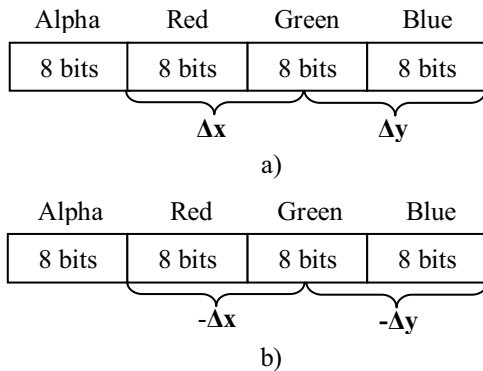 Alpha Red Green Blue
8 bits 8 bits 8 bits 8 bits
Δx Δy
a)
Alpha Red Green Blue
8 bits 8 bits 8 bits 8 bits
-Δx -Δy
b)